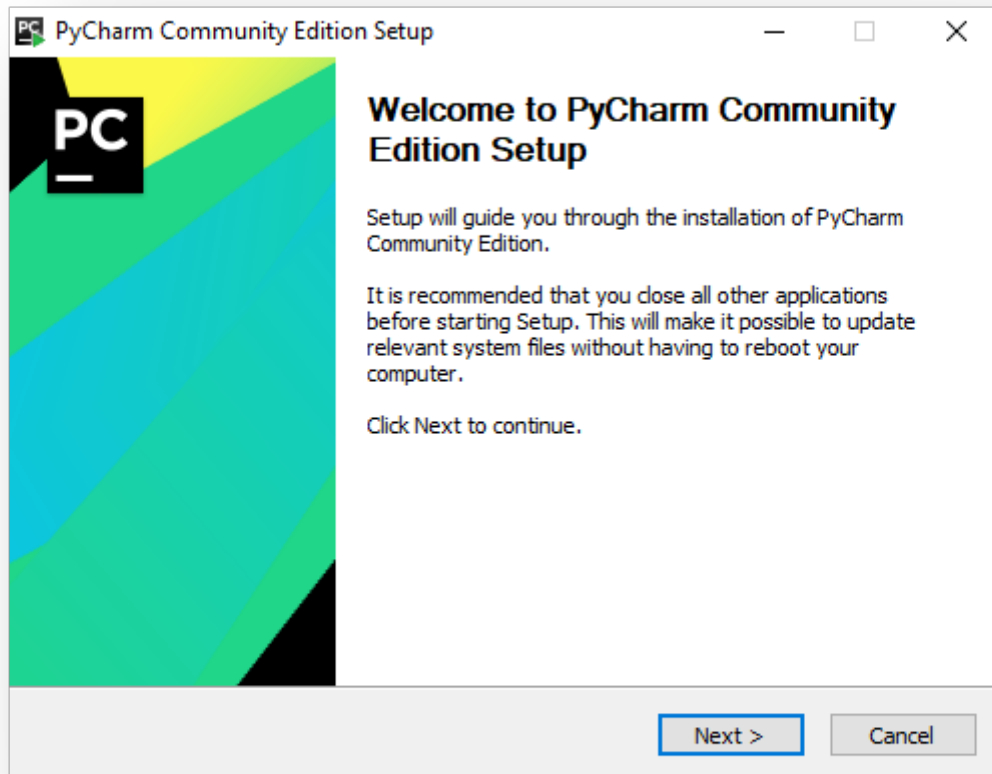 PyCharm Community Edition Setup
PC
Welcome to PyCharm Community
Edition Setup
Setup will guide you through the installation of PyCharm
Community Edition.
It is recommended that you close all other applications
before starting Setup. This will make it possible to update
relevant system files without having to reboot your
computer.
Click Next to continue.
Next >
Cancel